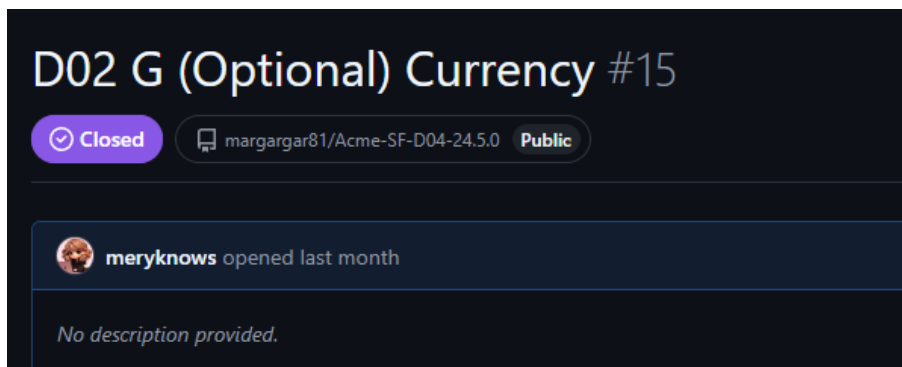 D02 G (Optional) Currency #15
Closed margargar81/Acme-SF-D04-24.5.0 Public
meryknows opened last month
No description provided.